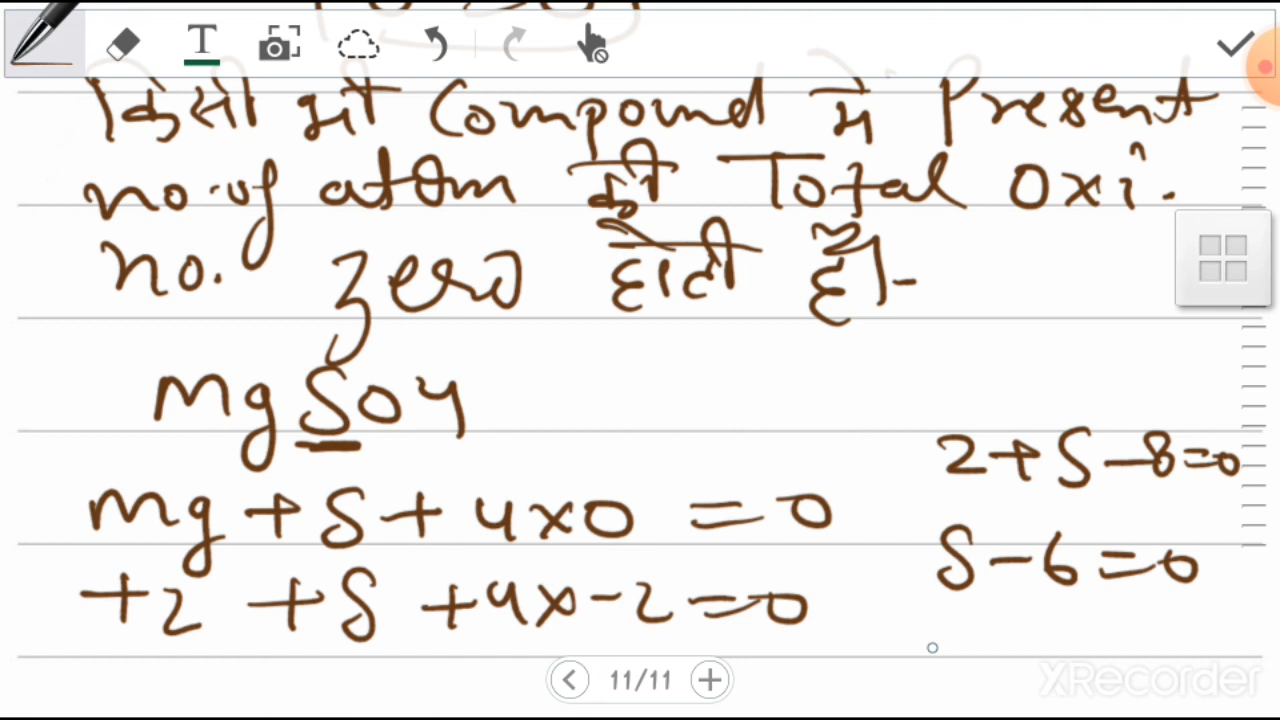 T
किसी भी Compound में Present
no. of atom की Total Oxi.
no. zero होती है।-
MgSO4
Mg + S + 4×O = 0
+2 + S + 4×-2=0
2+S-8=0
S-6=0
11/11
XRecorder